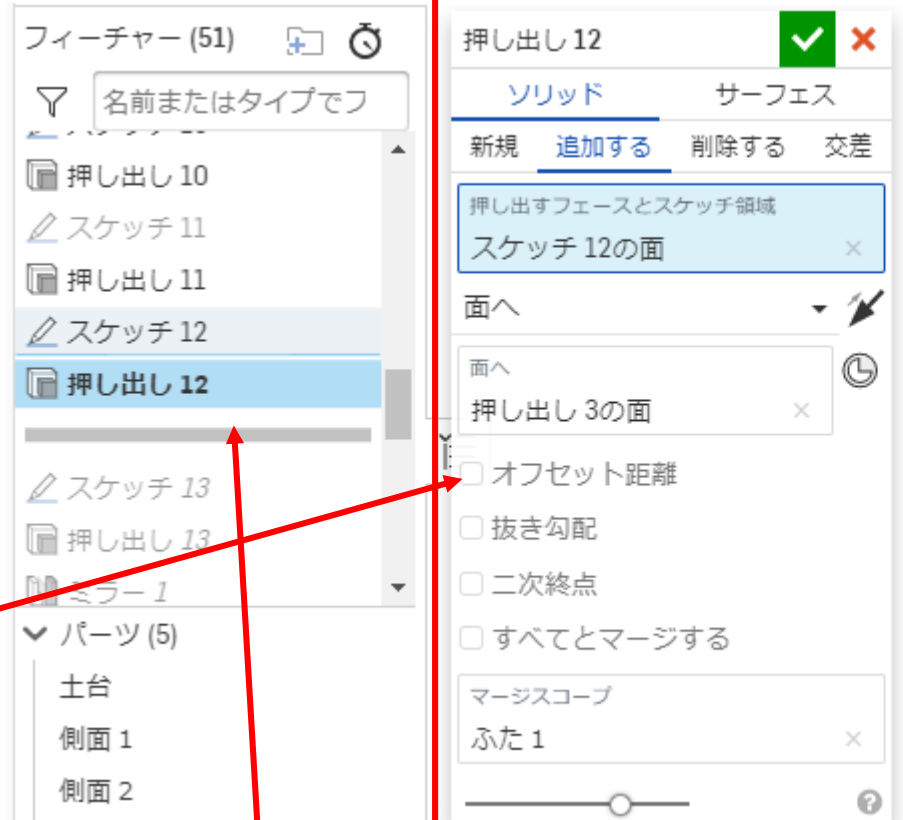 フィーチャー (51)
名前またはタイプでフ
押し出し 10
スケッチ 11
押し出し 11
スケッチ 12
押し出し 12
スケッチ 13
押し出し 13
ミラー 1
パーツ (5)
土台
側面 1
側面 2
押し出し 12
ソリッド サーフェス
新規 追加する 削除する 交差
押し出すフェースとスケッチ領域
スケッチ 12の面
面へ
面へ
押し出し 3の面
オフセット距離
抜き勾配
二次終点
すべてとマージする
マージスコープ
ふた 1